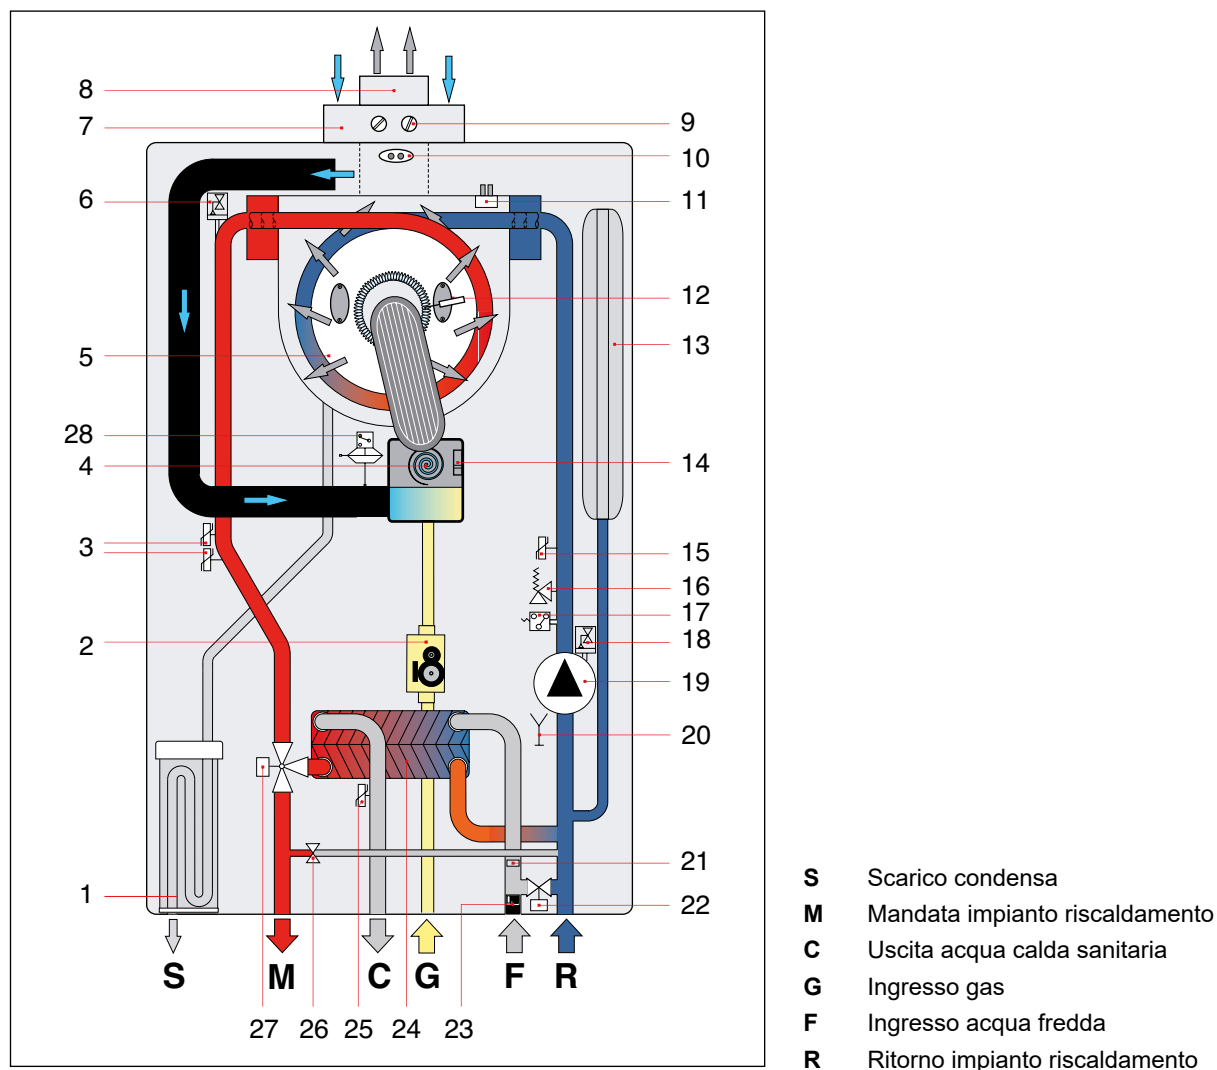 8
7
9
10
6
11
12
5
13
28
4
14
3
15
16
17
2
18
19
20
21
1
22
S M C G F R
27 26 25 24 23
S Scarico condensa
M Mandata impianto riscaldamento
C Uscita acqua calda sanitaria
G Ingresso gas
F Ingresso acqua fredda
R Ritorno impianto riscaldamento